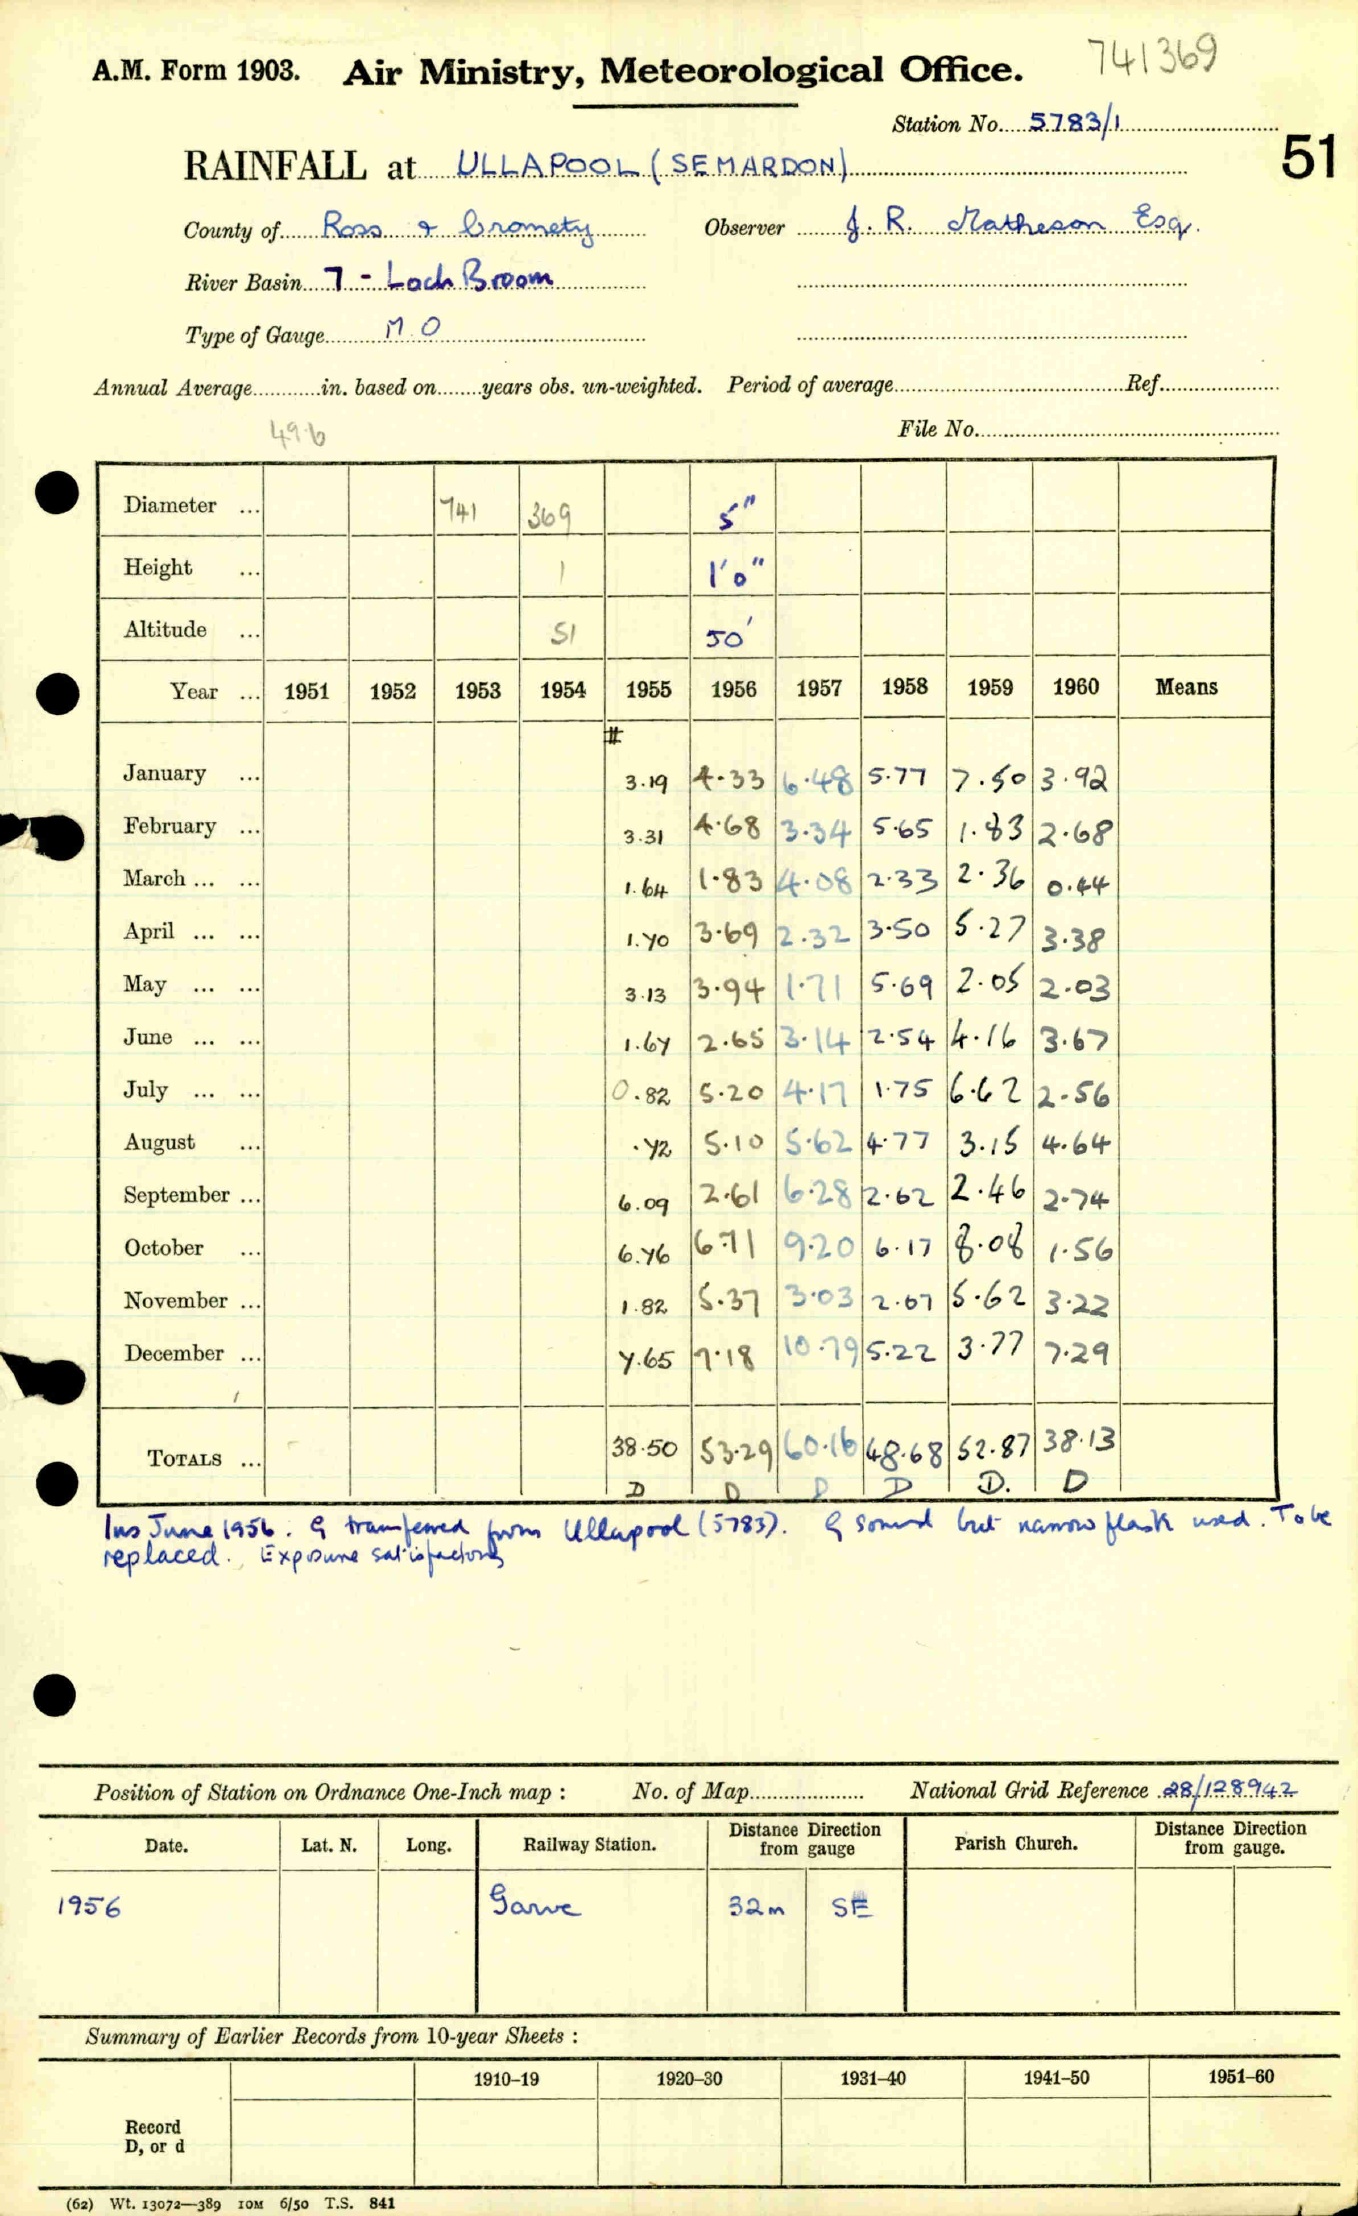 741369
A.M. Form 1903. Air Ministry, Meteorological Office.
Station No. 5783/1
51
RAINFALL at ULLAPOOL (SEMARDON)
County of Ross & Cromety Observer J. R. Matheson Esq.
River Basin 7 - Loch Broom
Type of Gauge M.O
Annual Average............in. based on........years obs. un-weighted. Period of average........Ref........
49.6
File No.
Diameter ... 741 369 5"
Height ... 1 1'0"
Altitude ... 51 50'
Year ... 1951 1952 1953 1954 1955 1956 1957 1958 1959 1960 Means
#
January ... 3.19 4.33 6.48 5.77 7.50 3.92
February ... 3.31 4.68 3.34 5.65 1.83 2.68
March ... ... 1.64 1.83 4.08 2.33 2.36 0.44
April ... ... 1.70 3.69 2.32 3.50 5.27 3.38
May ... ... 3.13 3.94 1.71 5.69 2.05 2.03
June ... ... 1.67 2.65 3.14 2.54 4.16 3.67
July ... ... 0.82 5.20 4.17 1.75 6.62 2.56
August ... .72 5.10 5.62 4.77 3.15 4.64
September ... 6.09 2.61 6.28 2.62 2.46 2.74
October ... 6.76 6.71 9.20 6.17 8.08 1.56
November ... 1.82 5.37 3.03 2.67 5.62 3.22
December ... 7.65 7.18 10.79 5.22 3.77 7.29
TOTALS ... 38.50 53.29 60.16 48.68 52.87 38.13
D D D D D. D
Ins June 1956. G transferred from Ullapool (5783). G sound but narrow flask used. To be
replaced. Exposure satisfactory
Position of Station on Ordnance One-Inch map : No. of Map........ National Grid Reference 28/128942
Date. Lat. N. Long. Railway Station. Distance from Direction gauge Parish Church. Distance from Direction gauge.
1956 Garve 32m SE
Summary of Earlier Records from 10-year Sheets :
1910–19 1920–30 1931–40 1941–50 1951–60
Record
D, or d
(62) Wt. 13072—389 10M 6/50 T.S. 841